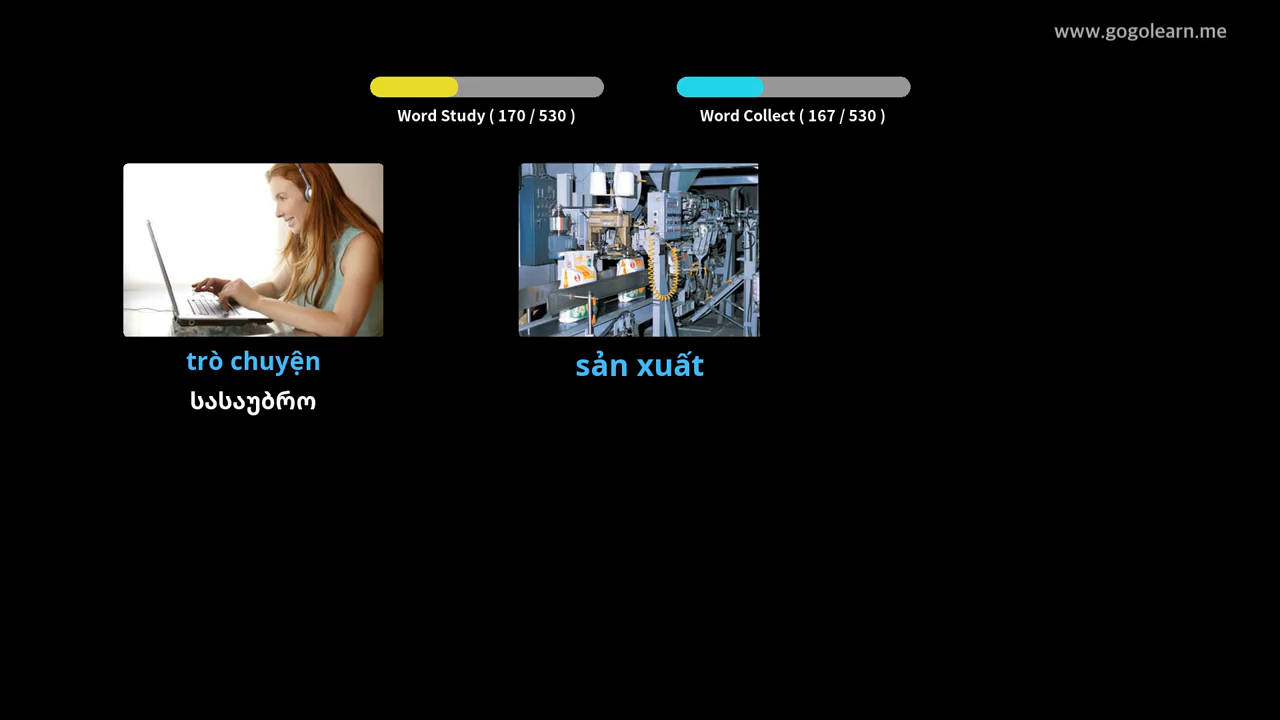 www.gogolearn.me
Word Study ( 170 / 530 )
Word Collect ( 167 / 530 )
trò chuyện
სასაუბრო
sản xuất